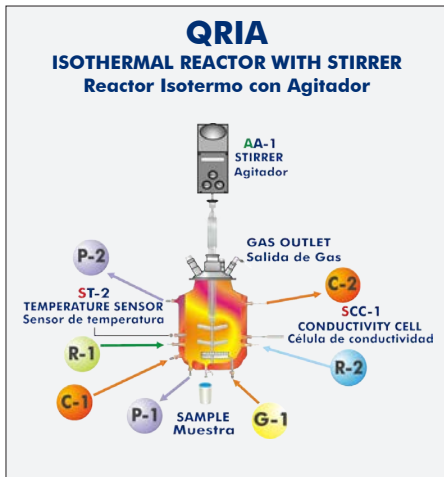 QRIA
ISOTHERMAL REACTOR WITH STIRRER
Reactor Isotermo con Agitador
AA-1
STIRRER
Agitador
GAS OUTLET
Salida de Gas
P-2
C-2
ST-2
TEMPERATURE SENSOR
Sensor de temperatura
SCC-1
CONDUCTIVITY CELL
Célula de conductividad
R-1
R-2
C-1
P-1
SAMPLE
Muestra
G-1